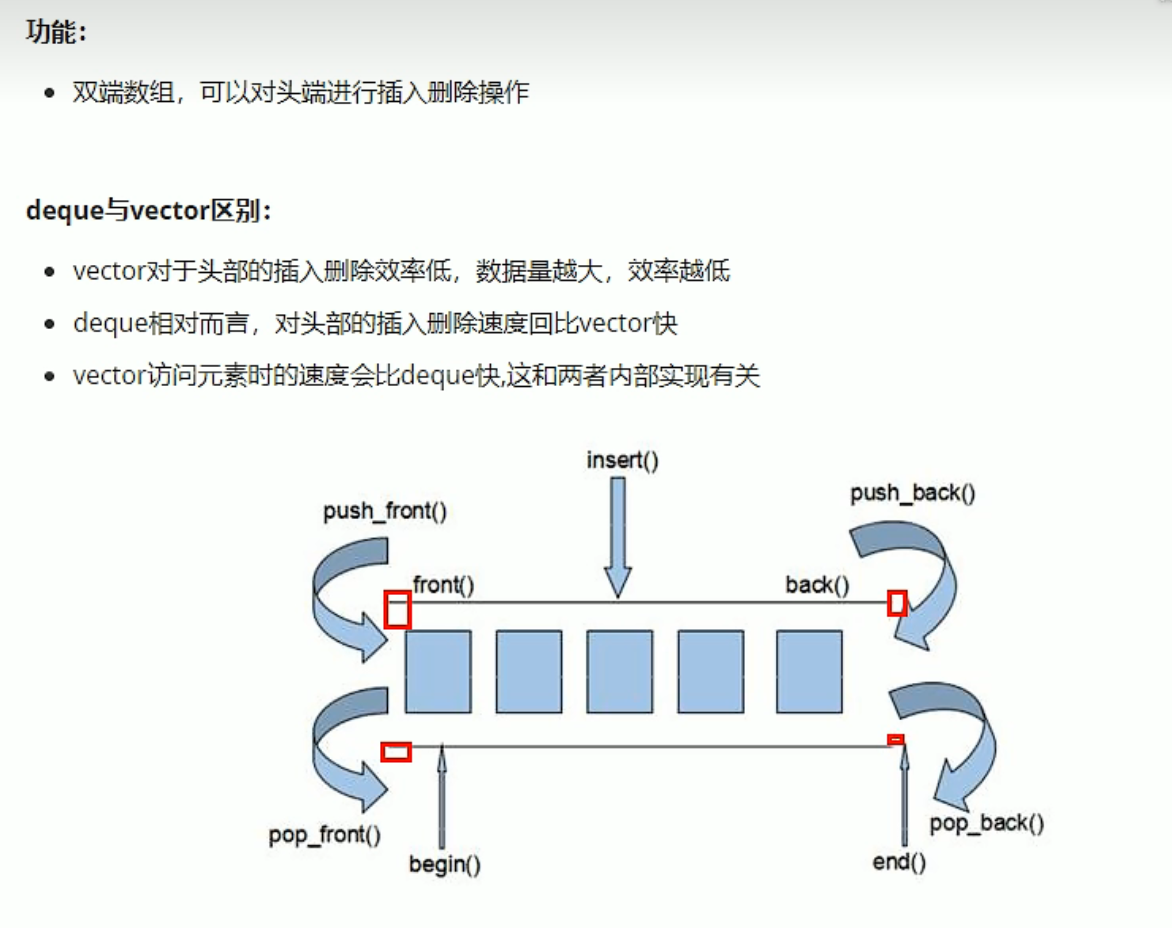 功能：
双端数组，可以对头端进行插入删除操作
deque与vector区别：
vector对于头部的插入删除效率低，数据量越大，效率越低
deque相对而言，对头部的插入删除速度回比vector快
vector访问元素时的速度会比deque快,这和两者内部实现有关
insert()
push_front()
push_back()
front()
back()
pop_front()
begin()
end()
pop_back()